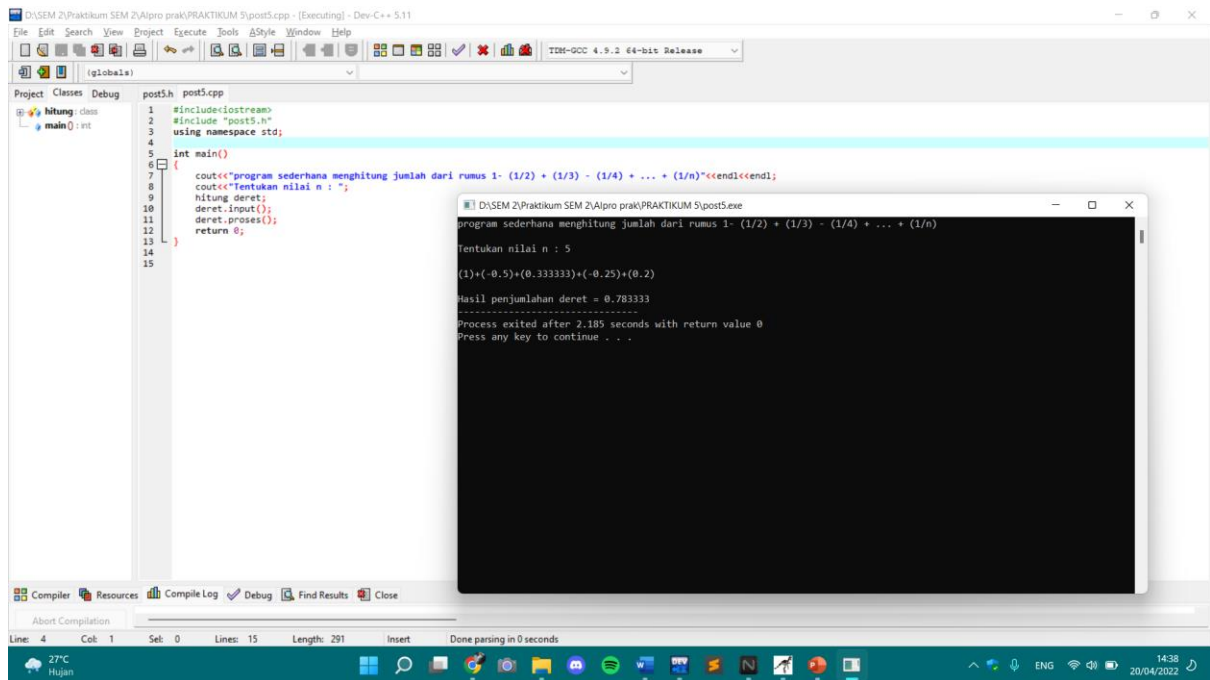 D:\SEM 2\Praktikum SEM 2\Alpro prak\PRAKTIKUM 5\post5.cpp - [Executing] - Dev-C++ 5.11
File Edit Search View Project Execute Tools AStyle Window Help
TDM-GCC 4.9.2 64-bit Release
(globals)
Project Classes Debug
post5.h post5.cpp
hitung : class
main () : int
1 #include<iostream>
2 #include "post5.h"
3 using namespace std;
4
5 int main()
6 {
7 cout<<"program sederhana menghitung jumlah dari rumus 1- (1/2) + (1/3) - (1/4) + ... + (1/n)"<<endl<<endl;
8 cout<<"Tentukan nilai n : ";
9 hitung deret;
10 deret.input();
11 deret.proses();
12 return 0;
13 }
14
15
D:\SEM 2\Praktikum SEM 2\Alpro prak\PRAKTIKUM 5\post5.exe
program sederhana menghitung jumlah dari rumus 1- (1/2) + (1/3) - (1/4) + ... + (1/n)
Tentukan nilai n : 5
(1)+(-0.5)+(0.333333)+(-0.25)+(0.2)
Hasil penjumlahan deret = 0.783333
--------------------------------
Process exited after 2.185 seconds with return value 0
Press any key to continue . . .
Compiler Resources Compile Log Debug Find Results Close
Abort Compilation
Line: 4 Col: 1 Sel: 0 Lines: 15 Length: 291 Insert Done parsing in 0 seconds
27°C
Hujan
ENG
14:38
20/04/2022